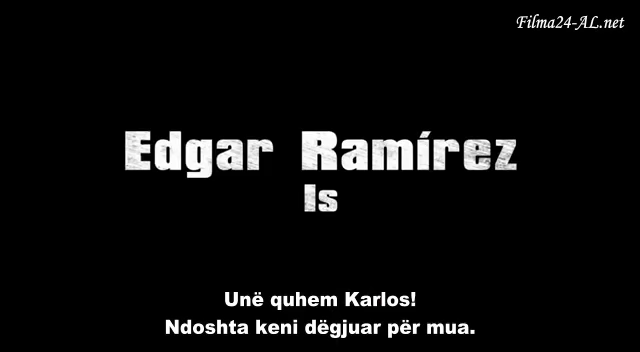 Filma24-AL.net
Edgar Ramírez
Is
Unë quhem Karlos!
Ndoshta keni dëgjuar për mua.